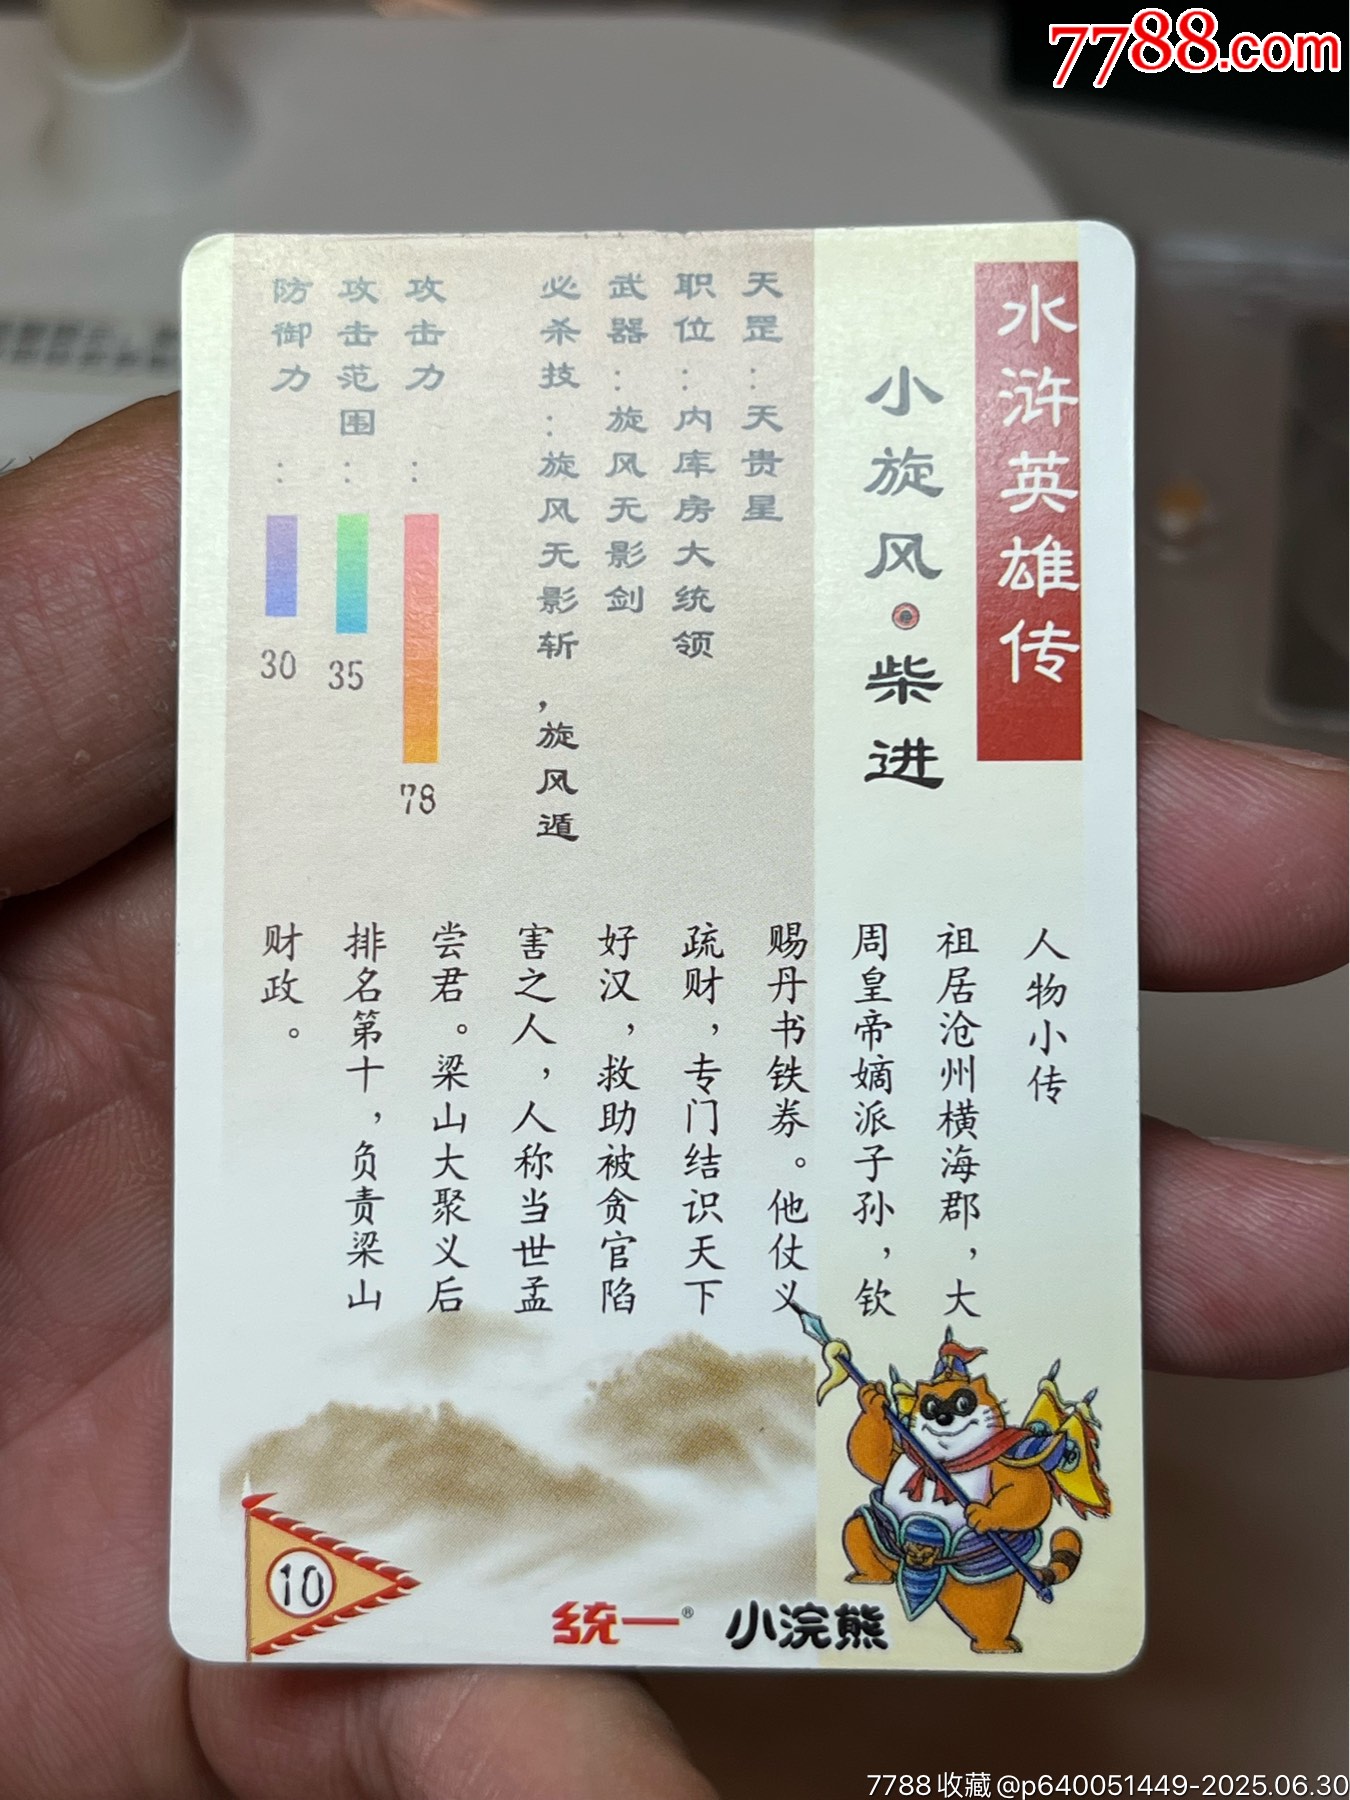 7788.com
水浒英雄传
小旋风·柴进
天罡：天贵星
职位：内库房大统领
武器：旋风无影剑
必杀技：旋风无影斩，旋风遁
攻击力：78
攻击范围：35
防御力：30
人物小传
祖居沧州横海郡，大
周皇帝嫡派子孙，钦
赐丹书铁券。他仗义
疏财，专门结识天下
好汉，救助被贪官陷
害之人，人称当世孟
尝君。梁山大聚义后
排名第十，负责梁山
财政。
10
统一® 小浣熊
7788收藏@p640051449-2025.06.30